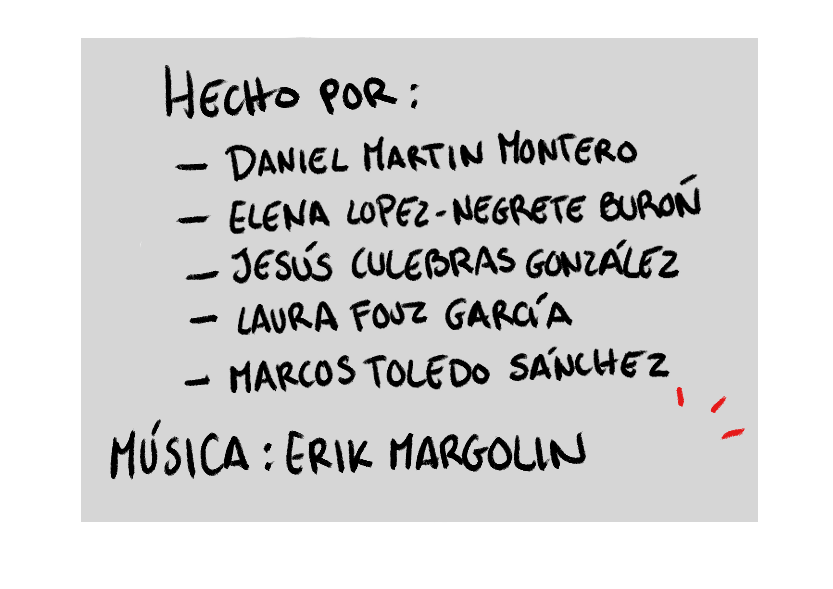 HECHO POR:
— DANIEL MARTIN MONTERO
— ELENA LOPEZ-NEGRETE BUROŃ
— JESÚS CULEBRAS GONZÁLEZ
— LAURA FOUZ GARCÍA
— MARCOS TOLEDO SÁNCHEZ
MÚSICA: ERIK MARGOLIN